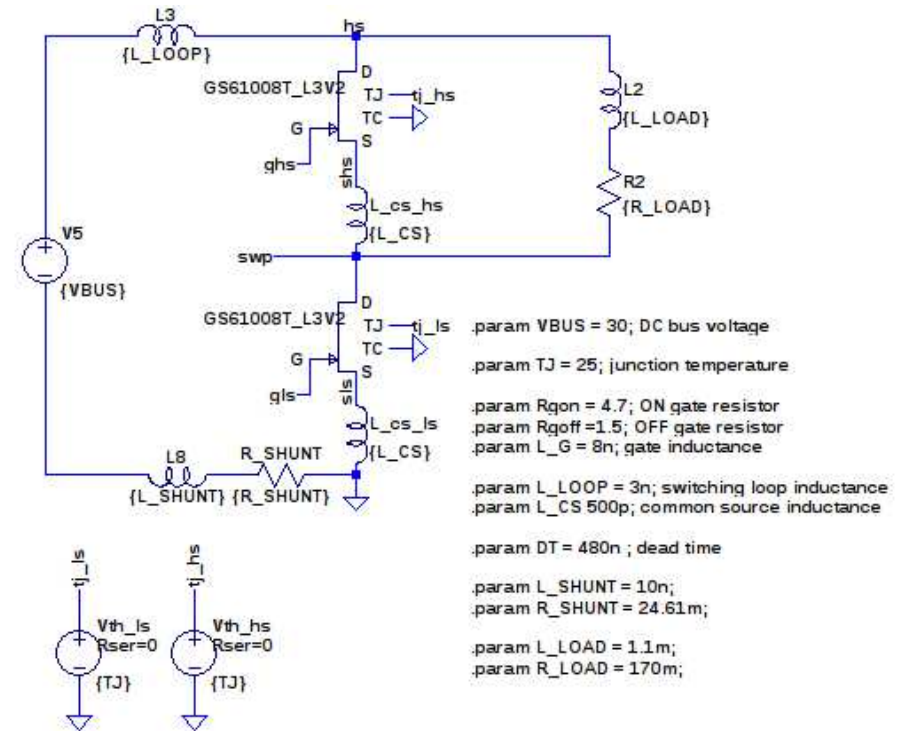 L3
{L_LOOP}
hs
D
GS61008T_L3V2
TJ
tj_hs
TC
G
S
ghs
shs
L2
{L_LOAD}
R2
{R_LOAD}
L_cs_hs
{L_CS}
V5
{VBUS}
swp
D
GS61008T_L3V2
TJ
tj_ls
TC
G
S
gls
sls
L_cs_ls
{L_CS}
L8
{L_SHUNT}
R_SHUNT
{R_SHUNT}
.param VBUS = 30; DC bus voltage
.param TJ = 25; junction temperature
.param Rgon = 4.7; ON gate resistor
.param Rgoff =1.5; OFF gate resistor
.param L_G = 8n; gate inductance
.param L_LOOP = 3n; switching loop inductance
.param L_CS 500p; common source inductance
.param DT = 480n ; dead time
.param L_SHUNT = 10n;
.param R_SHUNT = 24.61m;
.param L_LOAD = 1.1m;
.param R_LOAD = 170m;
tj_ls
Vth_ls
Rser=0
{TJ}
tj_hs
Vth_hs
Rser=0
{TJ}